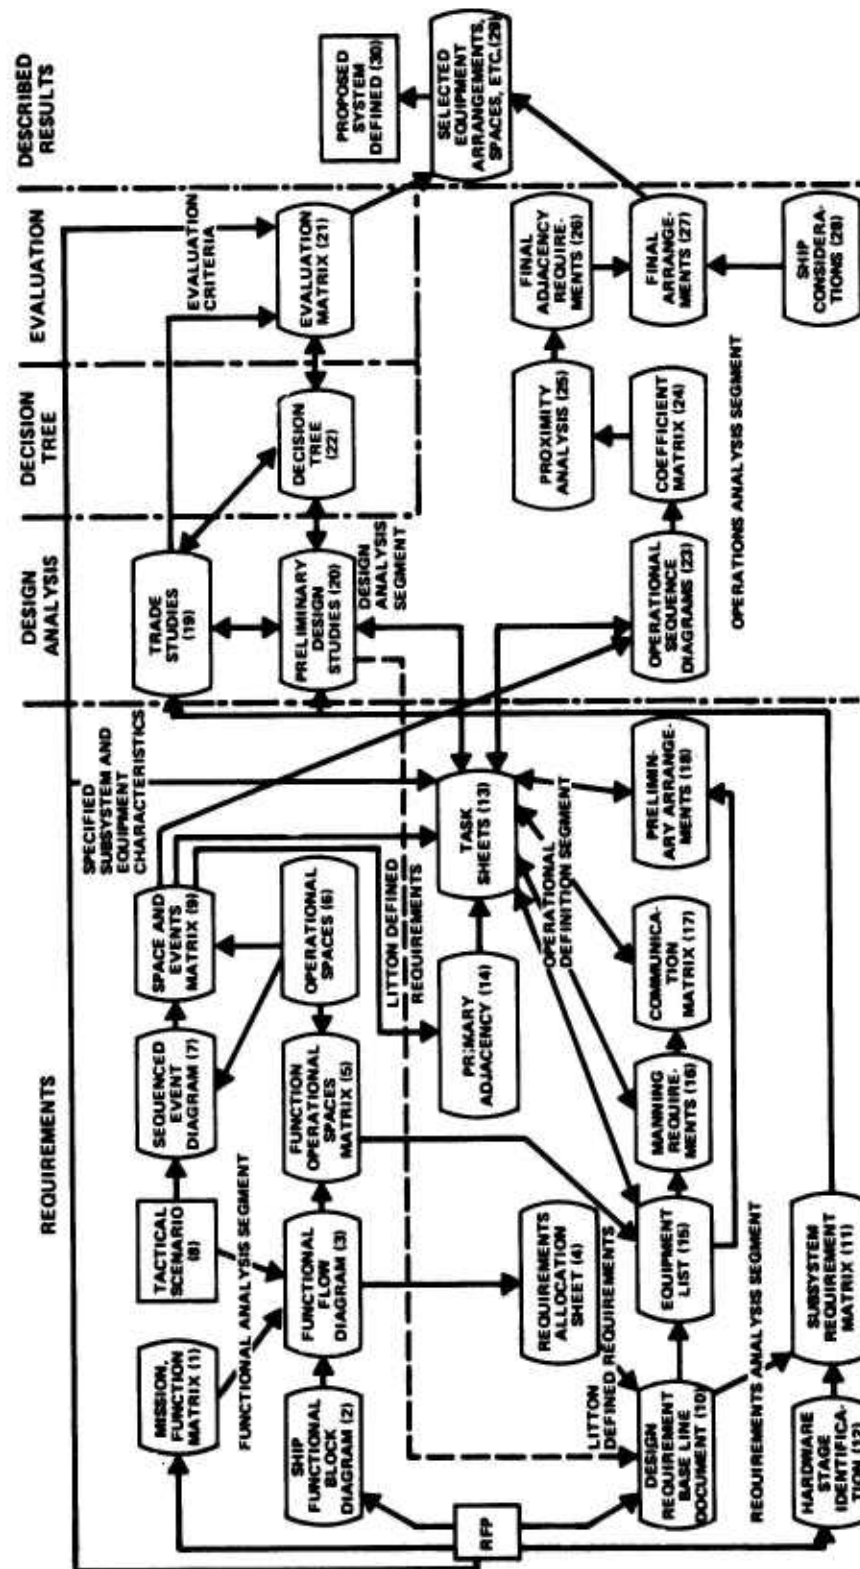 REQUIREMENTS
DESIGN
ANALYSIS
DECISION
TREE
EVALUATION
DESCRIBED
RESULTS
MISSION,
FUNCTION
MATRIX (1)
TACTICAL
SCENARIO
(8)
SEQUENCED
EVENT
DIAGRAM (7)
SPACE AND
EVENTS
MATRIX (9)
SPECIFIED
SUBSYSTEM AND
EQUIPMENT
CHARACTERISTICS
TRADE
STUDIES
(19)
EVALUATION
CRITERIA
FUNCTIONAL ANALYSIS SEGMENT
SHIP
FUNCTIONAL
BLOCK
DIAGRAM (2)
FUNCTIONAL
FLOW
DIAGRAM (3)
FUNCTION
OPERATIONAL
SPACES
MATRIX (5)
OPERATIONAL
SPACES (6)
PRELIMINARY
DESIGN
STUDIES (20)
DECISION
TREE
(22)
EVALUATION
MATRIX (21)
PROPOSED
SYSTEM
DEFINED (30)
DESIGN
ANALYSIS
SEGMENT
LITTON DEFINED
REQUIREMENTS
SELECTED
EQUIPMENT
ARRANGEMENTS,
SPACES, ETC.(29)
RFP
REQUIREMENTS
ALLOCATION
SHEET (4)
PRIMARY
ADJACENCY (14)
TASK
SHEETS (13)
PROXIMITY
ANALYSIS (25)
FINAL
ADJACENCY
REQUIRE-
MENTS (26)
LITTON
DEFINED REQUIREMENTS
OPERATIONAL
DEFINITION SEGMENT
DESIGN
REQUIREMENT
BASE LINE
DOCUMENT (10)
EQUIPMENT
LIST (15)
MANNING
REQUIRE-
MENTS (16)
COMMUNICA-
TION
MATRIX (17)
PRELIMIN-
ARY ARRANGE-
MENTS (18)
OPERATIONAL
SEQUENCE
DIAGRAMS (23)
COEFFICIENT
MATRIX (24)
FINAL
ARRANGE-
MENTS (27)
REQUIREMENTS ANALYSIS SEGMENT
OPERATIONS ANALYSIS SEGMENT
HARDWARE
STAGE
IDENTIFICA-
TION (12)
SUBSYSTEM
REQUIREMENT
MATRIX (11)
SHIP
CONSIDERA-
TIONS (28)